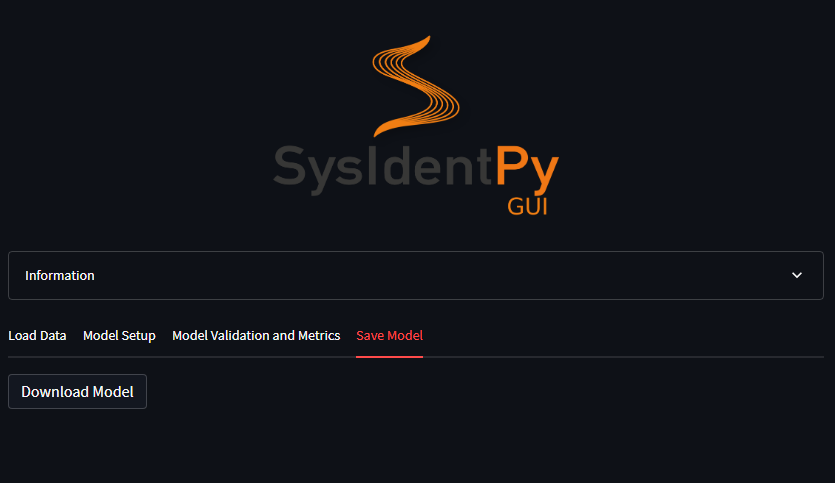 SysIdentPy
GUI
Information
Load Data Model Setup Model Validation and Metrics Save Model
Download Model